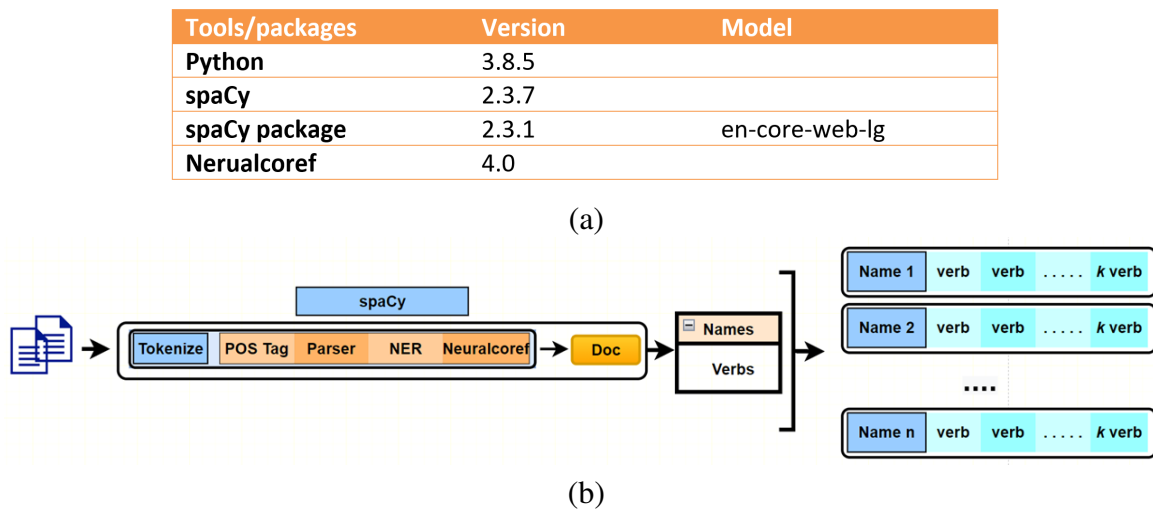 Tools/packages Version Model
Python 3.8.5
spaCy 2.3.7
spaCy package 2.3.1 en-core-web-lg
Nerualcoref 4.0
(a)
spaCy
Tokenize POS Tag Parser NER Neuralcoref Doc
Names
Verbs
Name 1 verb verb ..... k verb
Name 2 verb verb ..... k verb
....
Name n verb verb ..... k verb
(b)